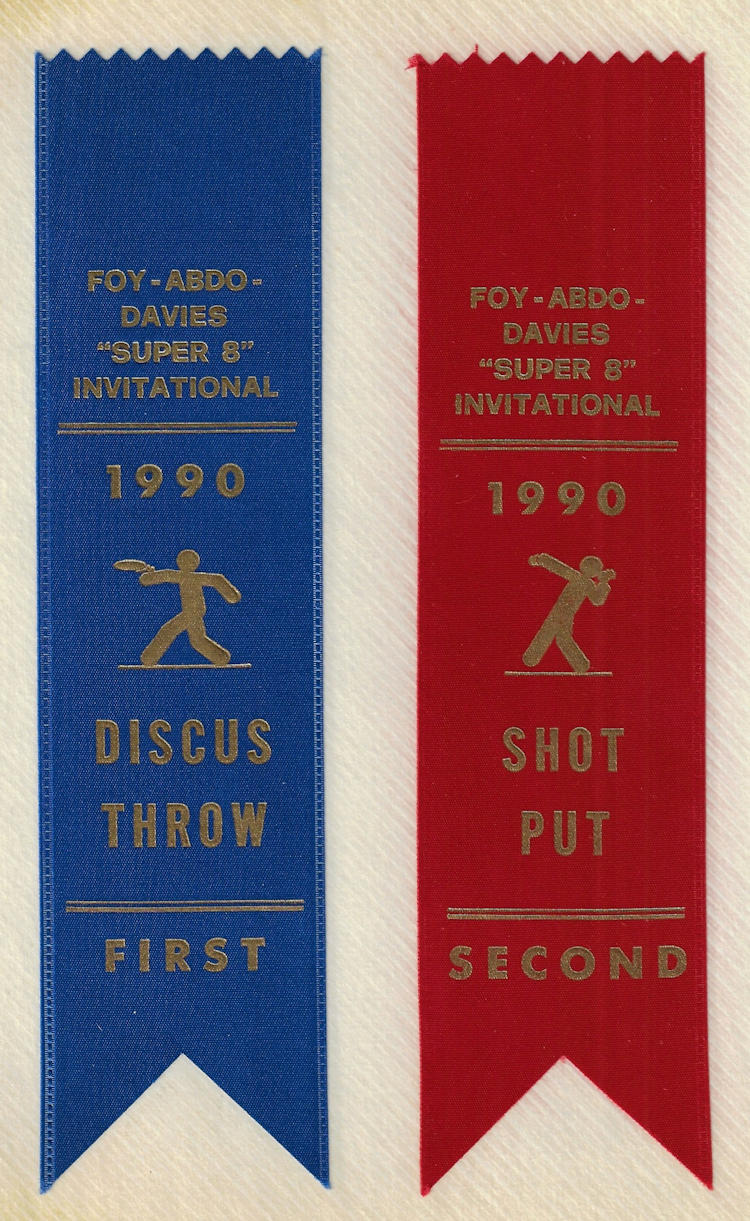 FOY-ABDO-
DAVIES
“SUPER 8”
INVITATIONAL
1990
DISCUS
THROW
FIRST
FOY-ABDO-
DAVIES
“SUPER 8”
INVITATIONAL
1990
SHOT
PUT
SECOND